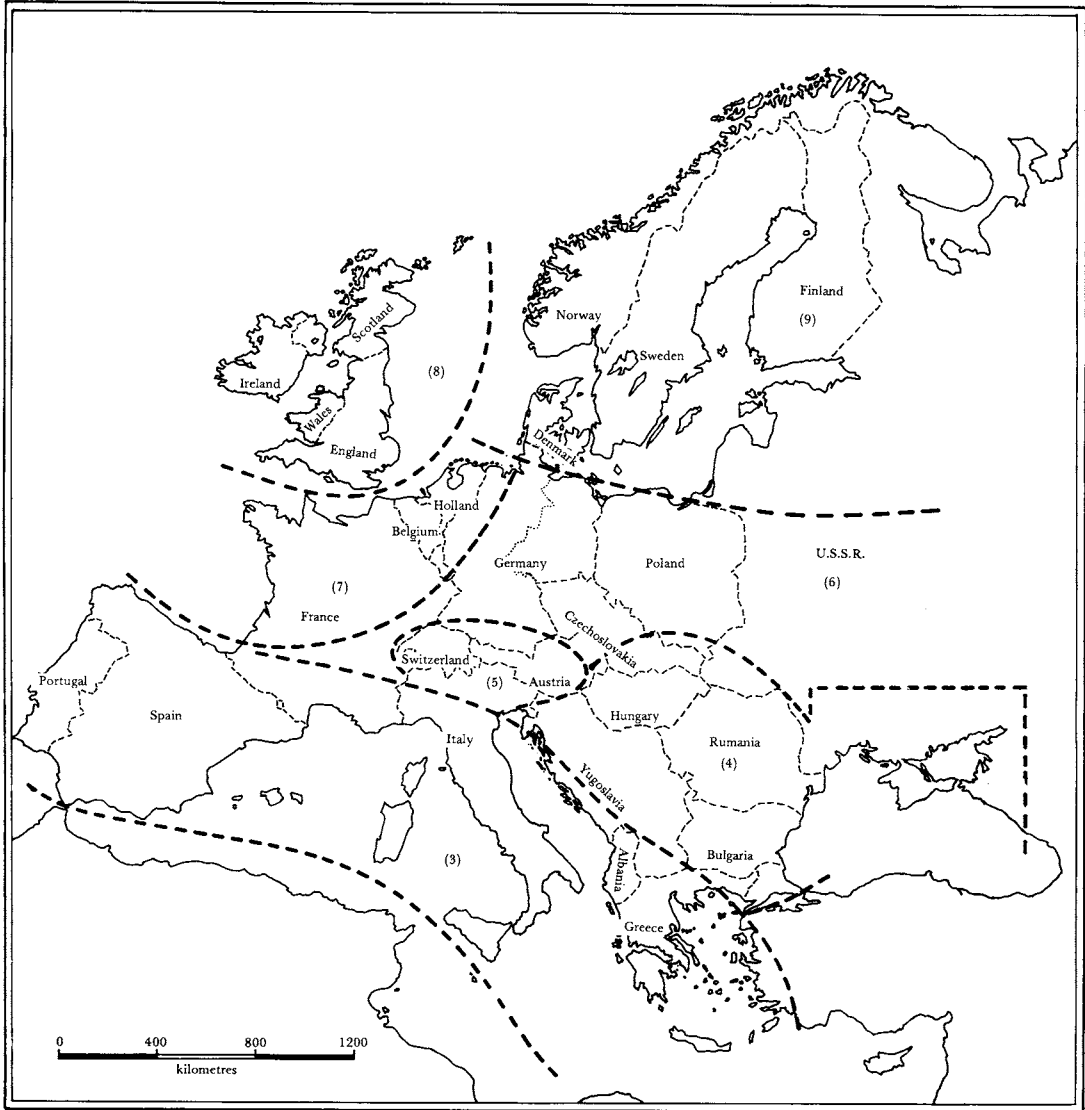 Finland
(9)
Norway
Sweden
Scotland
(8)
Ireland
Wales
England
Denmark
Holland
Belgium
Germany
Poland
U.S.S.R.
(6)
(7)
France
Czechoslovakia
Switzerland
(5)
Austria
Portugal
Spain
Hungary
Italy
Rumania
(4)
Yugoslavia
(3)
Bulgaria
Albania
Greece
0 400 800 1200
kilometres